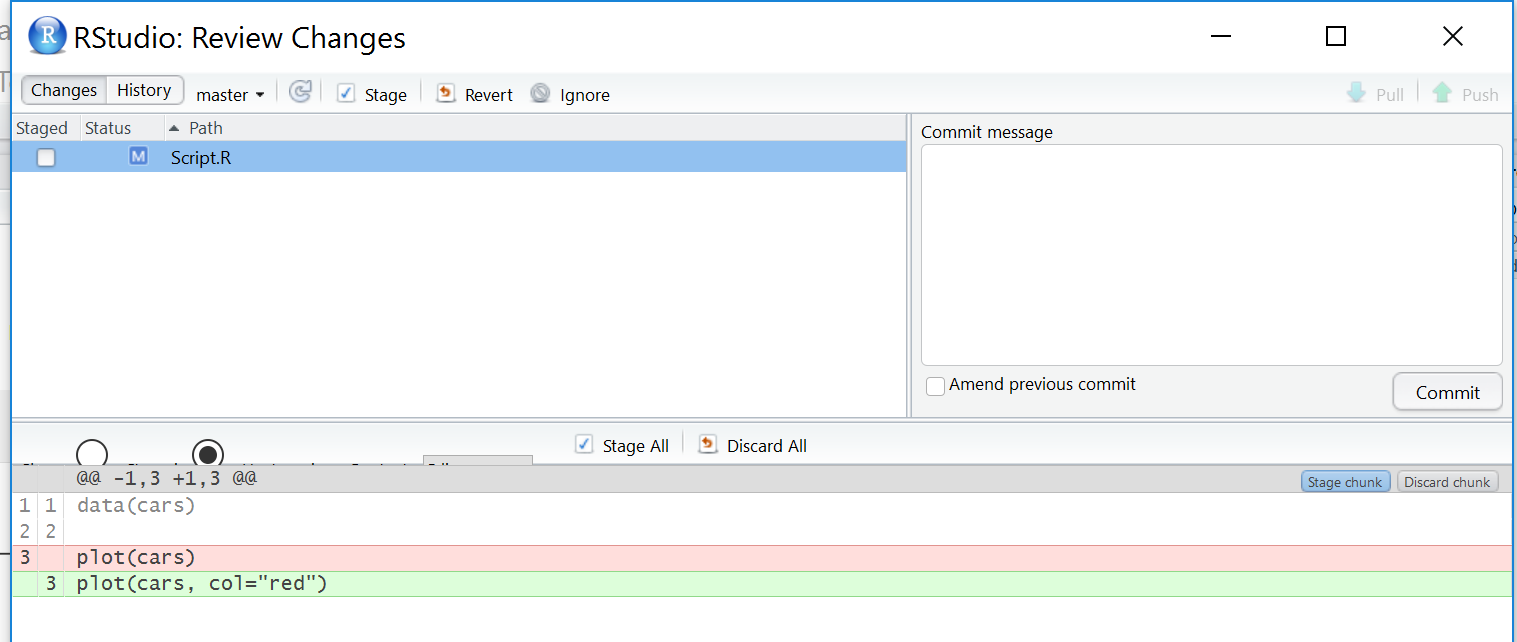 RStudio: Review Changes
Changes History master Stage Revert Ignore Pull Push
Staged Status Path
M Script.R
Commit message
Amend previous commit
Commit
Stage All Discard All
@@ -1,3 +1,3 @@ Stage chunk Discard chunk
1 1 data(cars)
2 2
3 plot(cars)
3 plot(cars, col="red")